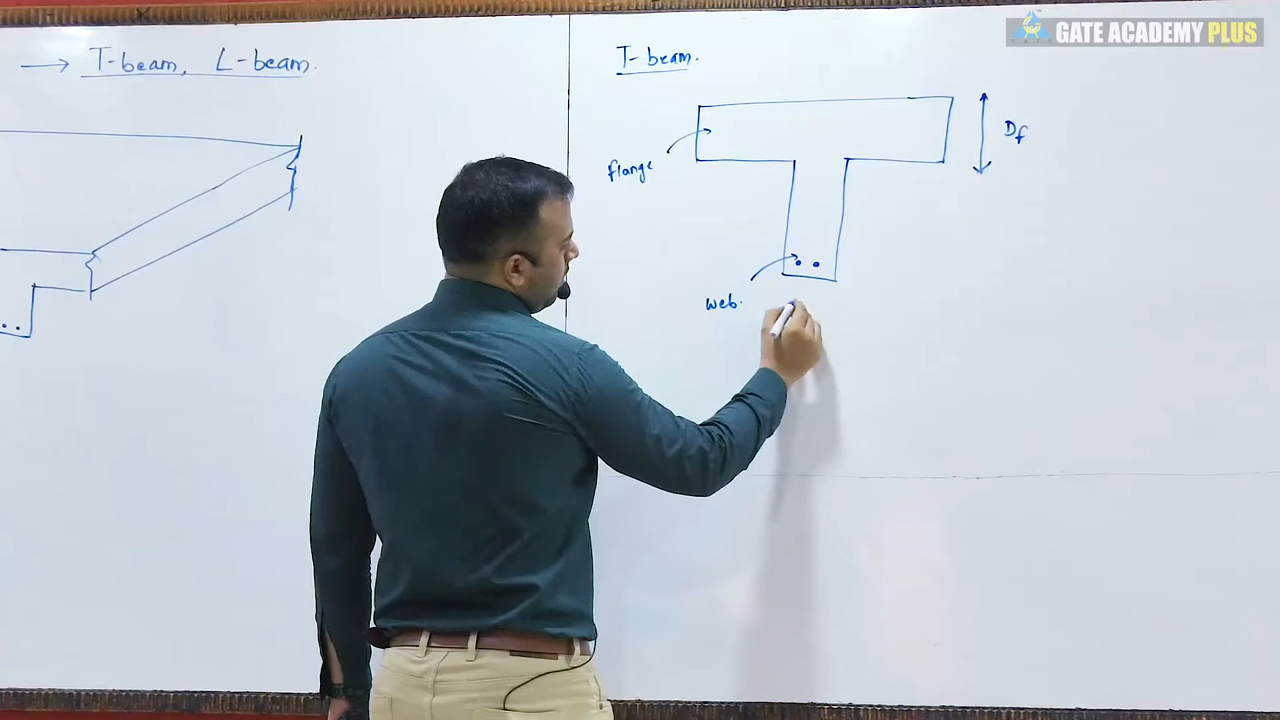 → T-beam, L-beam.
T-beam.
flange
Df
web.
GATE ACADEMY PLUS